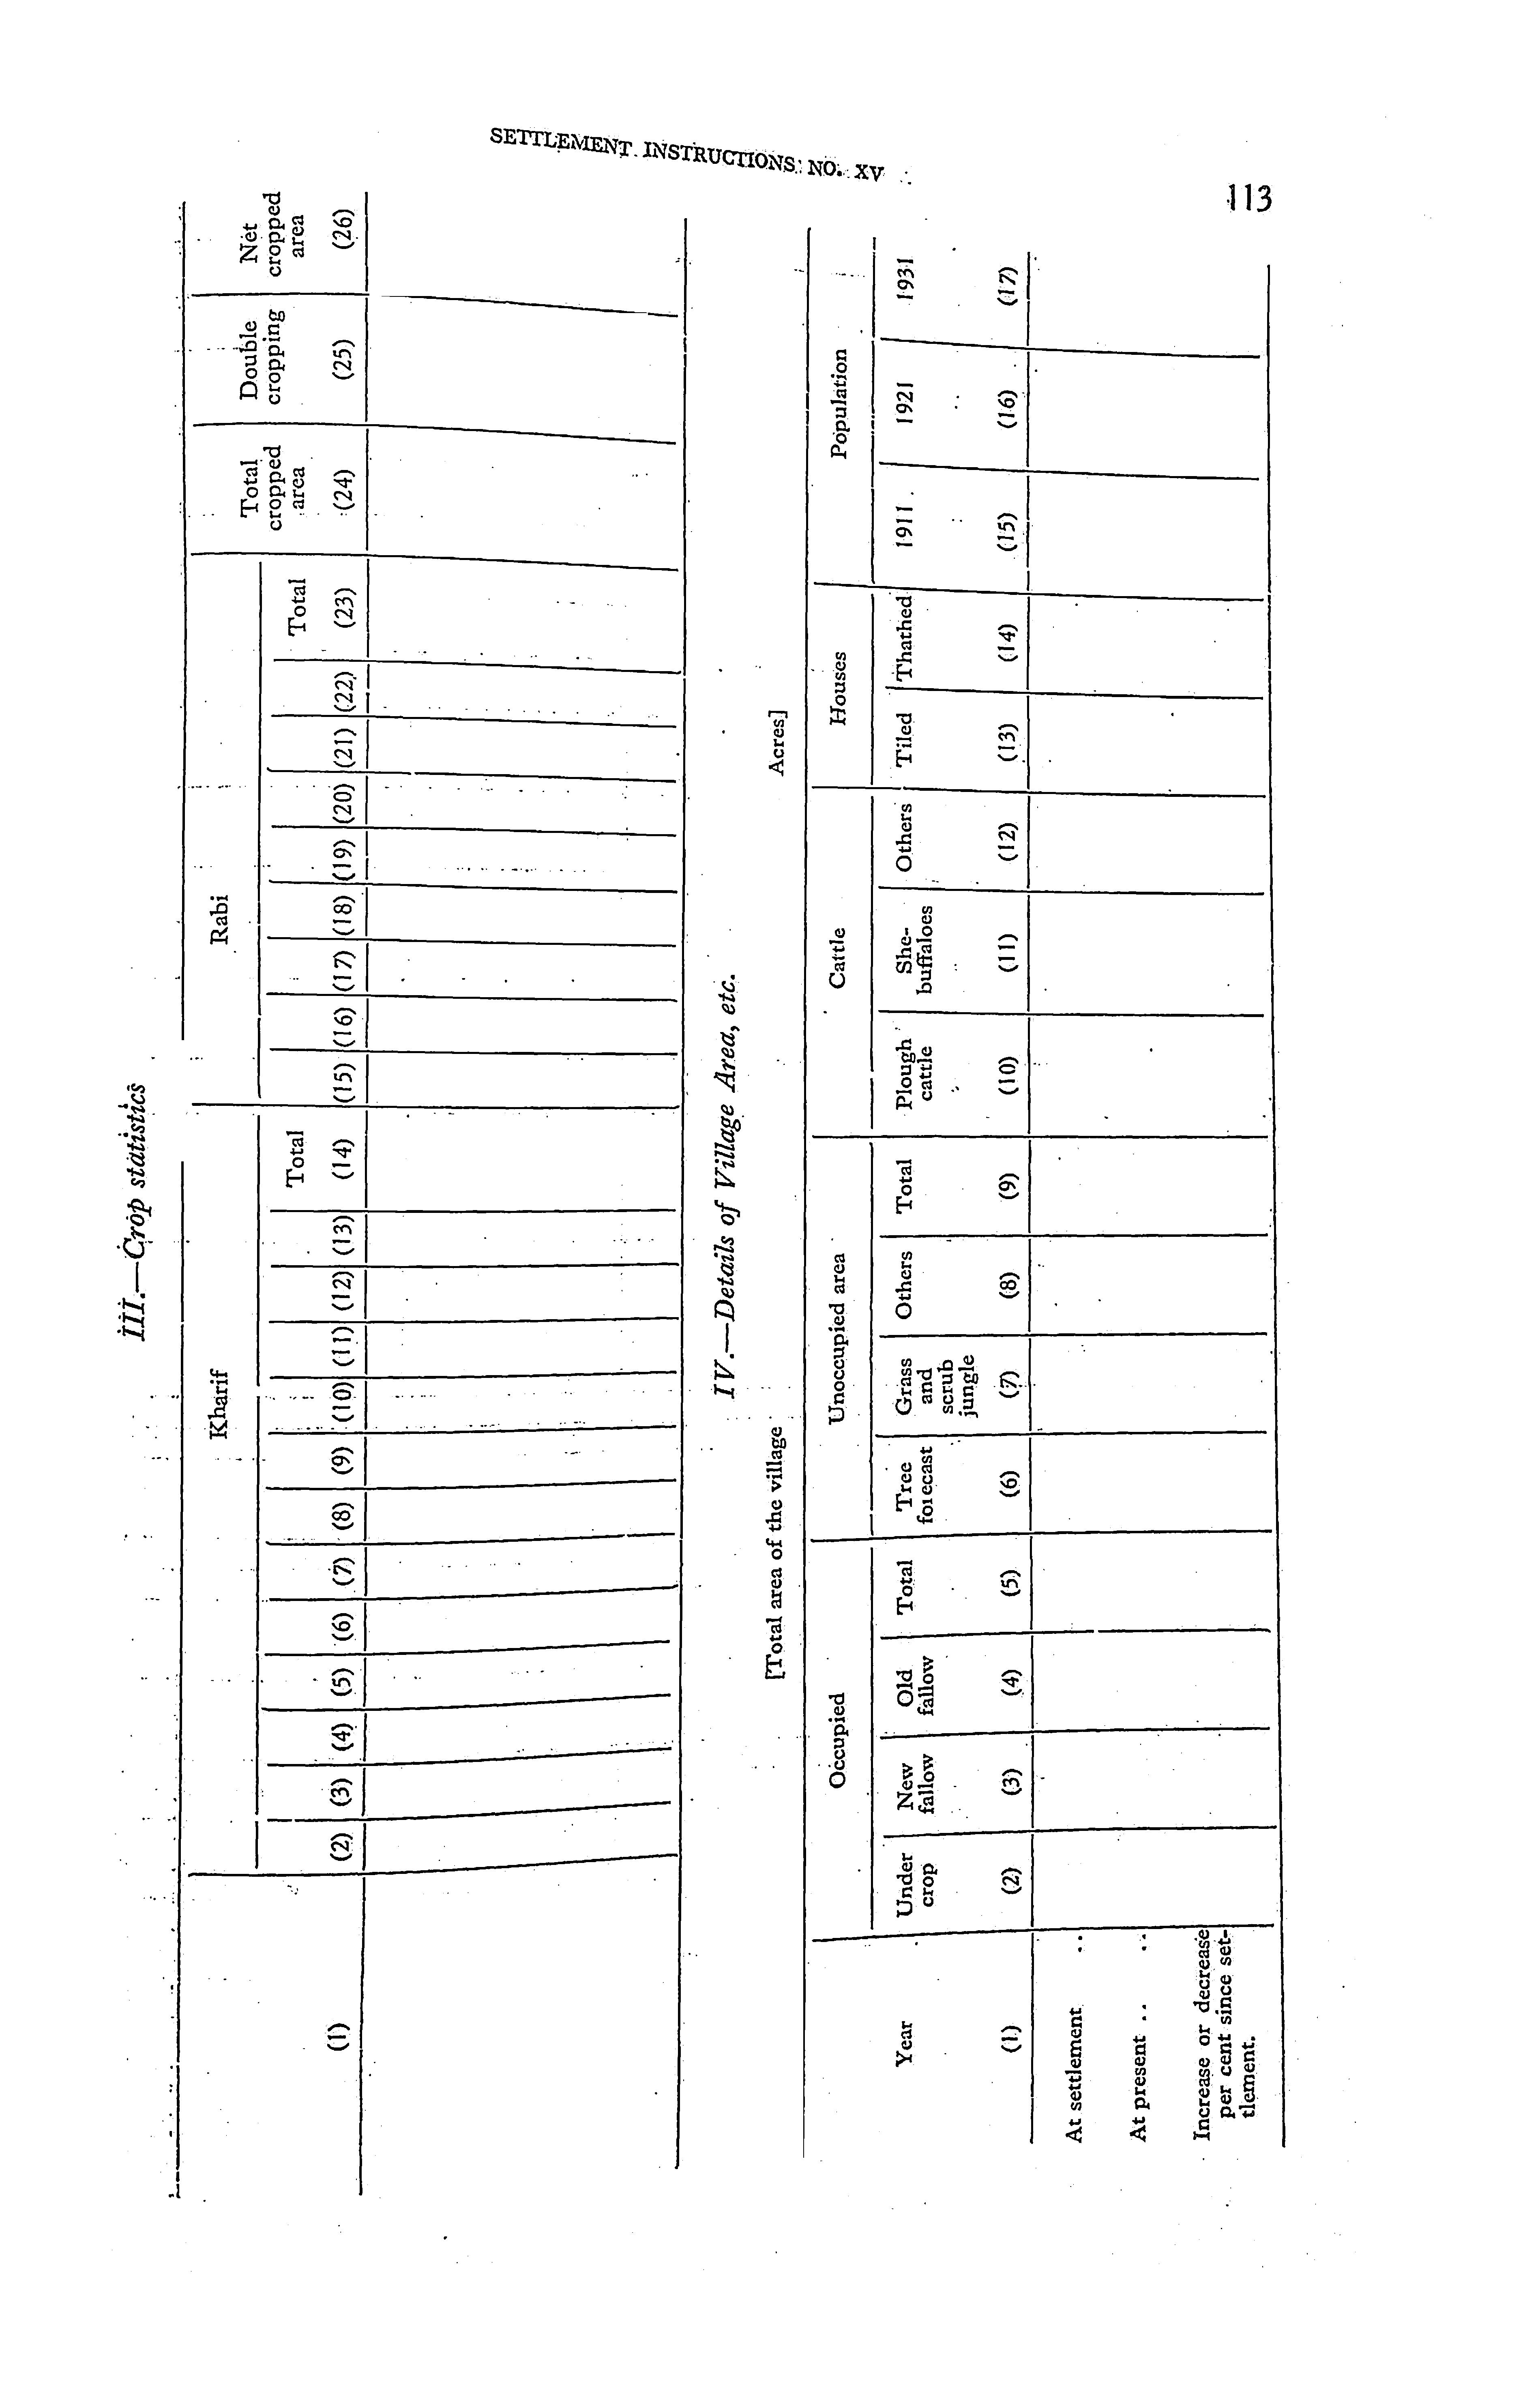 SETTLEMENT INSTRUCTIONS NO. XV
113
III.—Crop statistics
Kharif Rabi Total cropped area Double cropping Net cropped area
Total Total
(1) (2) (3) (4) (5) (6) (7) (8) (9) (10) (11) (12) (13) (14) (15) (16) (17) (18) (19) (20) (21) (22) (23) (24) (25) (26)
IV.—Details of Village Area, etc.
[Total area of the village Acres]
Occupied Unoccupied area Cattle Houses Population
Year Under crop New fallow Old fallow Total Tree forecast Grass and scrub jungle Others Total Plough cattle She-buffaloes Others Tiled Thathed 1911 1921 1931
(1) (2) (3) (4) (5) (6) (7) (8) (9) (10) (11) (12) (13) (14) (15) (16) (17)
At settlement ..
At present .. ..
Increase or decrease
per cent since set-
tlement.